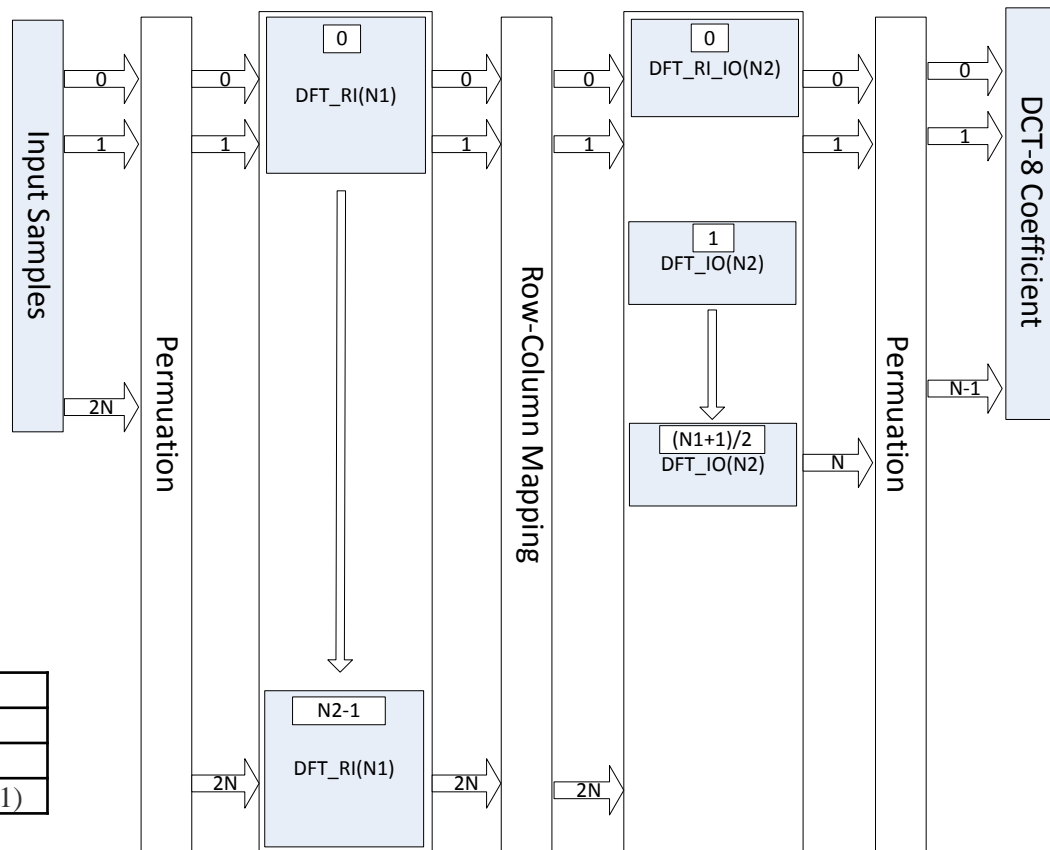 Input Samples
0
1
2N
Permuation
0
1
2N
0
DFT_RI(N1)
N2-1
DFT_RI(N1)
0
1
2N
Row-Column Mapping
0
1
2N
0
DFT_RI_IO(N2)
1
DFT_IO(N2)
(N1+1)/2
DFT_IO(N2)
0
1
N
Permuation
0
1
N-1
DCT-8 Coefficient
1)